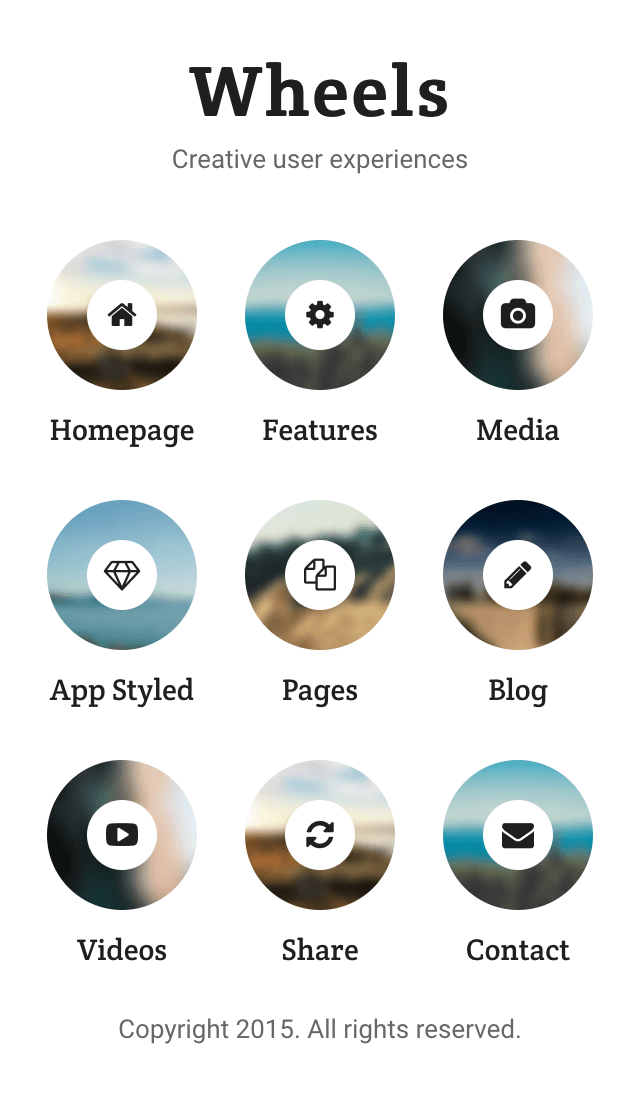 Wheels
Creative user experiences
Homepage Features Media
App Styled Pages Blog
Videos Share Contact
Copyright 2015. All rights reserved.